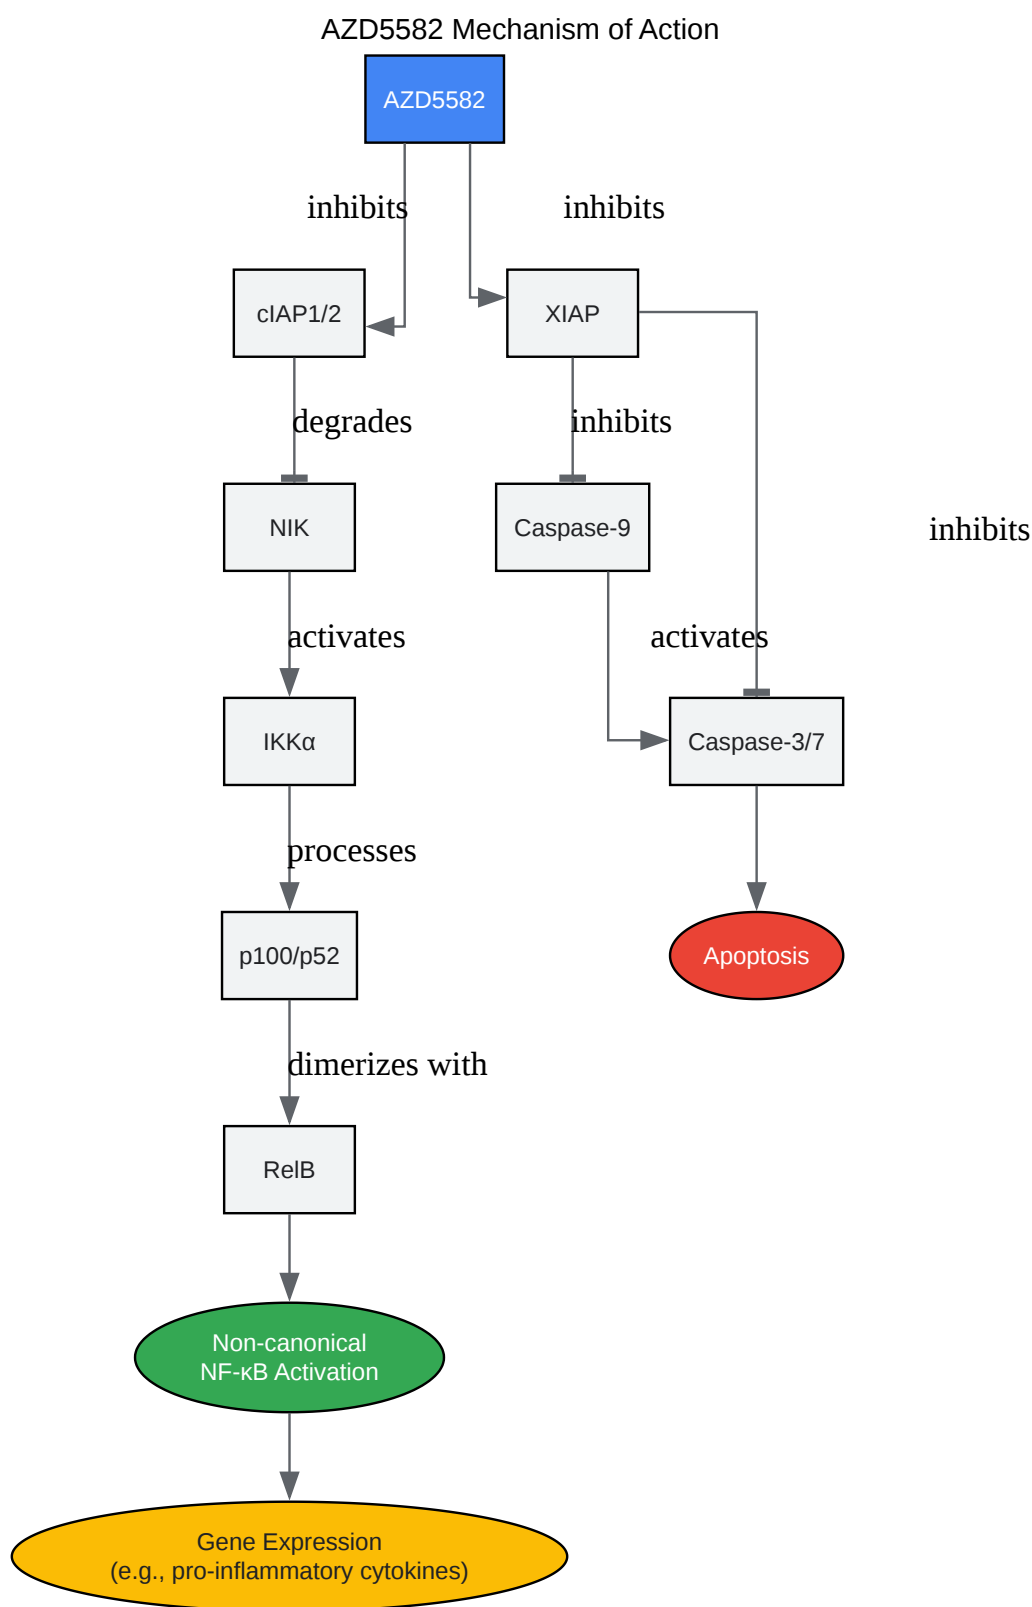 AZD5582 Mechanism of Action
AZD5582
inhibits
inhibits
cIAP1/2
XIAP
degrades
inhibits
NIK
Caspase-9
inhibits
activates
activates
IKKα
Caspase-3/7
processes
p100/p52
Apoptosis
dimerizes with
RelB
Non-canonical
NF-κB Activation
Gene Expression
(e.g., pro-inflammatory cytokines)